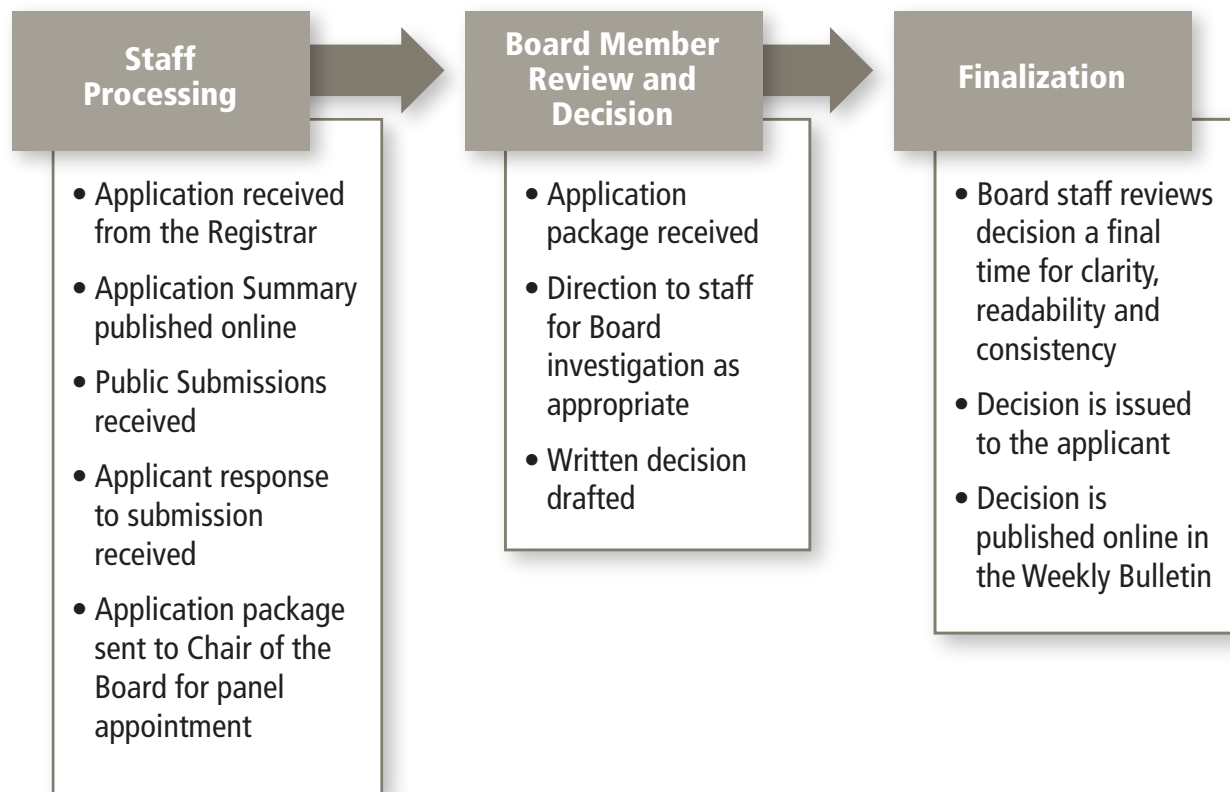 Staff
Processing
• Application received
from the Registrar
• Application Summary
published online
• Public Submissions
received
• Applicant response
to submission
received
• Application package
sent to Chair of the
Board for panel
appointment
Board Member
Review and
Decision
• Application
package received
• Direction to staff
for Board
investigation as
appropriate
• Written decision
drafted
Finalization
• Board staff reviews
decision a final
time for clarity,
readability and
consistency
• Decision is issued
to the applicant
• Decision is
published online in
the Weekly Bulletin